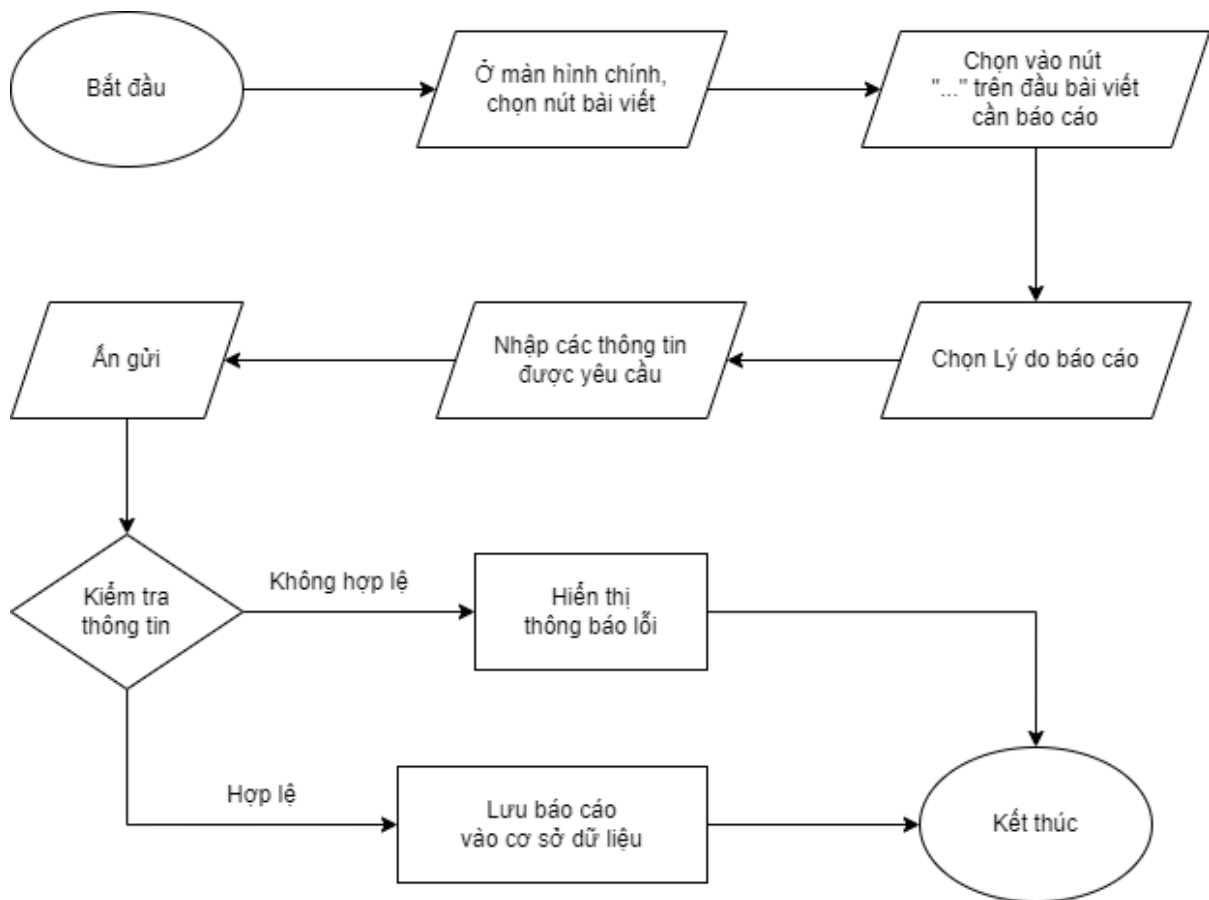 Bắt đầu
Ở màn hình chính,
chọn nút bài viết
Chọn vào nút
"..." trên đầu bài viết
cần báo cáo
Ấn gửi
Nhập các thông tin
được yêu cầu
Chọn Lý do báo cáo
Kiểm tra
thông tin
Không hợp lệ
Hiển thị
thông báo lỗi
Hợp lệ
Lưu báo cáo
vào cơ sở dữ liệu
Kết thúc